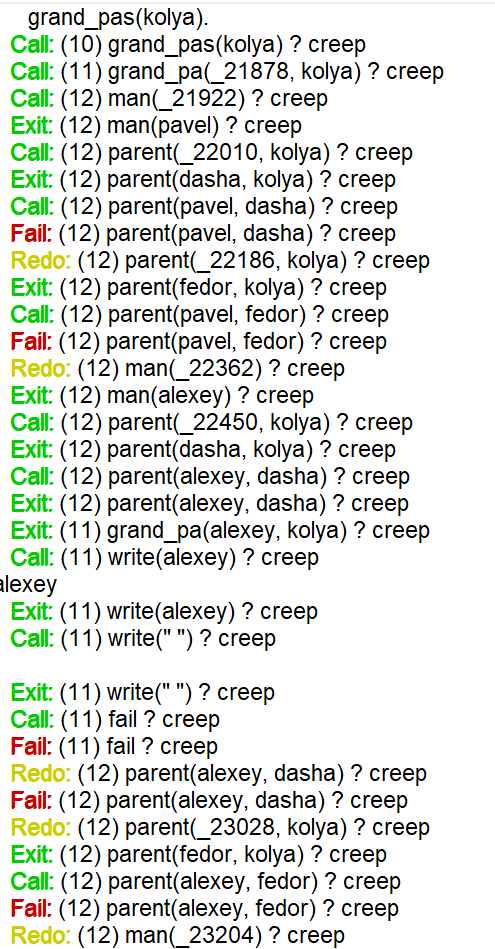 grand_pas(kolya).
Call: (10) grand_pas(kolya) ? creep
Call: (11) grand_pa(_21878, kolya) ? creep
Call: (12) man(_21922) ? creep
Exit: (12) man(pavel) ? creep
Call: (12) parent(_22010, kolya) ? creep
Exit: (12) parent(dasha, kolya) ? creep
Call: (12) parent(pavel, dasha) ? creep
Fail: (12) parent(pavel, dasha) ? creep
Redo: (12) parent(_22186, kolya) ? creep
Exit: (12) parent(fedor, kolya) ? creep
Call: (12) parent(pavel, fedor) ? creep
Fail: (12) parent(pavel, fedor) ? creep
Redo: (12) man(_22362) ? creep
Exit: (12) man(alexey) ? creep
Call: (12) parent(_22450, kolya) ? creep
Exit: (12) parent(dasha, kolya) ? creep
Call: (12) parent(alexey, dasha) ? creep
Exit: (12) parent(alexey, dasha) ? creep
Exit: (11) grand_pa(alexey, kolya) ? creep
Call: (11) write(alexey) ? creep
alexey
Exit: (11) write(alexey) ? creep
Call: (11) write(" ") ? creep
Exit: (11) write(" ") ? creep
Call: (11) fail ? creep
Fail: (11) fail ? creep
Redo: (12) parent(alexey, dasha) ? creep
Fail: (12) parent(alexey, dasha) ? creep
Redo: (12) parent(_23028, kolya) ? creep
Exit: (12) parent(fedor, kolya) ? creep
Call: (12) parent(alexey, fedor) ? creep
Fail: (12) parent(alexey, fedor) ? creep
Redo: (12) man(_23204) ? creep